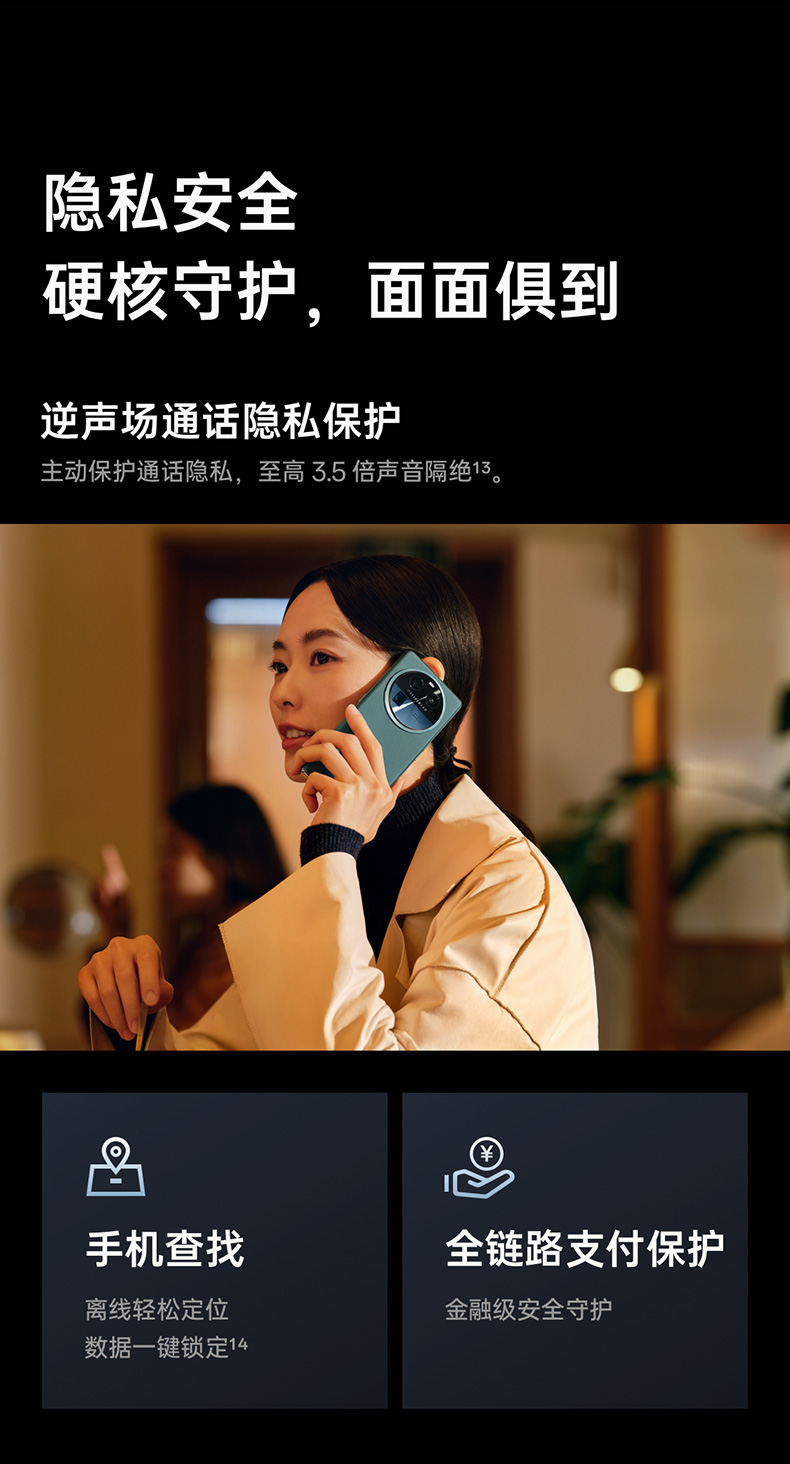 隐私安全
硬核守护，面面俱到
逆声场通话隐私保护
主动保护通话隐私，至高 3.5 倍声音隔绝¹³。
手机查找
离线轻松定位
数据一键锁定¹⁴
¥
全链路支付保护
金融级安全守护